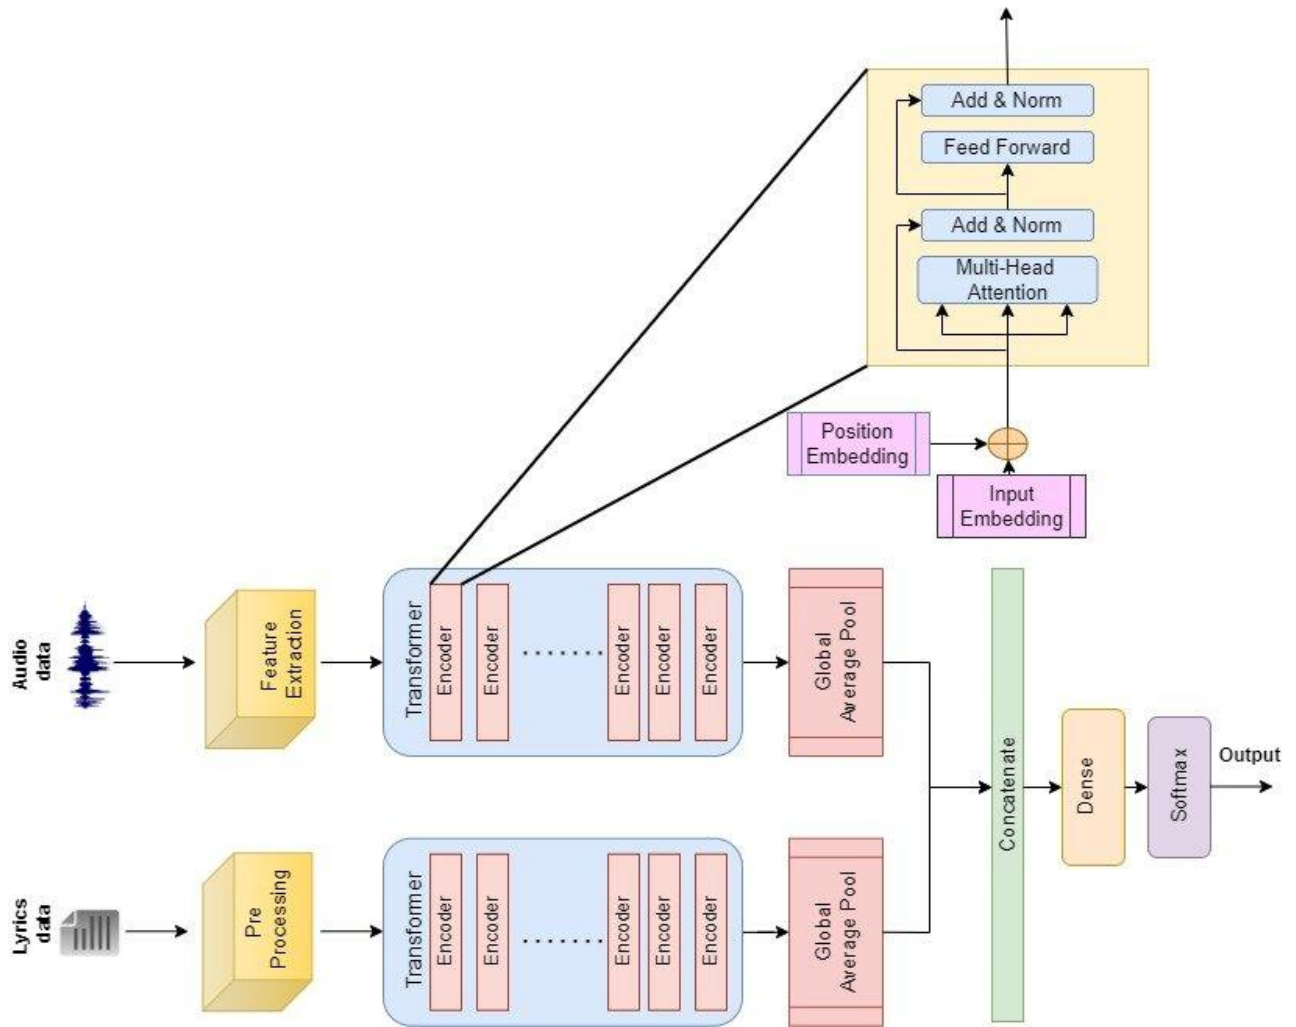 Add & Norm
Feed Forward
Add & Norm
Multi-Head
Attention
Position
Embedding
Input
Embedding
Audio
data
Feature
Extraction
Transformer
Encoder
Encoder
Encoder
Encoder
Encoder
Global
Average Pool
Lyrics
data
Pre
Processing
Transformer
Encoder
Encoder
Encoder
Encoder
Encoder
Global
Average Pool
Concatenate
Dense
Softmax
Output